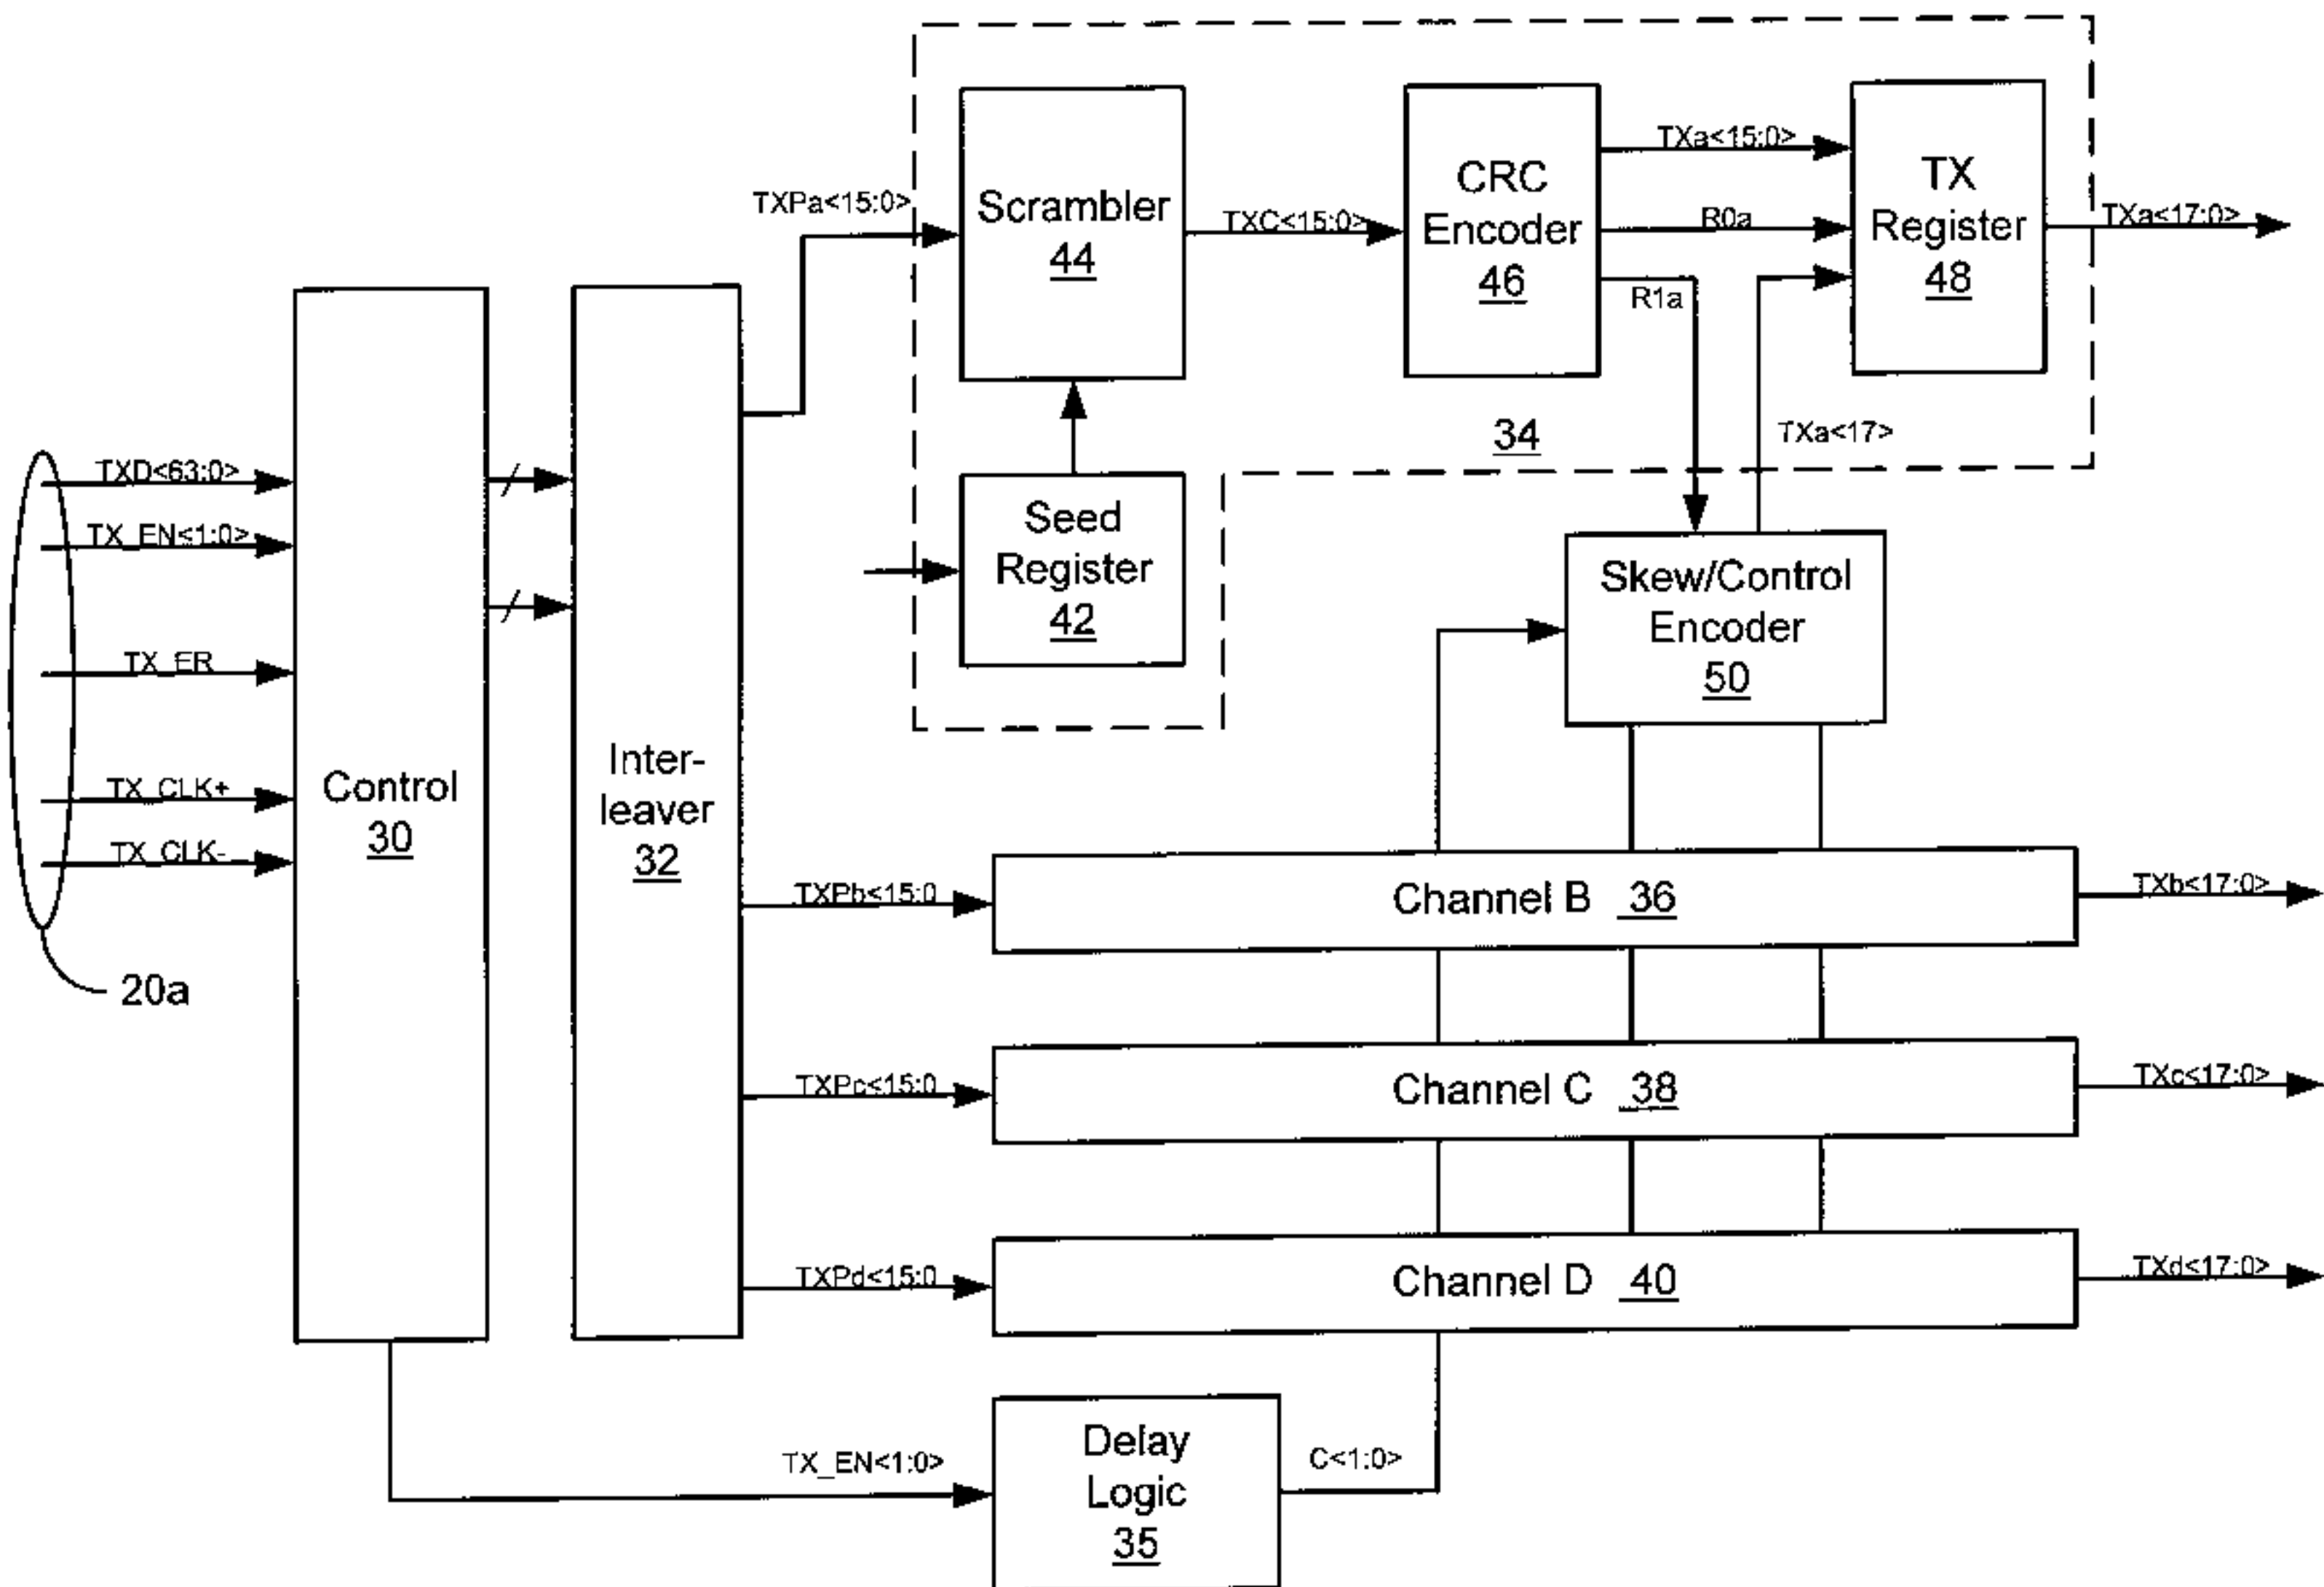 TXPa<15:0>
Scrambler
44
TXC<15:0>
CRC
Encoder
46
TXa<15:0>
R0a
R1a
TX
Register
48
TXa<17:0>
34
TXa<17>
TXD<63:0>
TX_EN<1:0>
TX_ER
TX_CLK+
TX_CLK-
20a
Control
30
Inter-
leaver
32
Seed
Register
42
Skew/Control
Encoder
50
TXPb<15:0
Channel B 36
TXb<17:0>
TXPc<15:0
Channel C 38
TXc<17:0>
TXPd<15:0
Channel D 40
TXd<17:0>
TX_EN<1:0>
Delay
Logic
35
C<1:0>